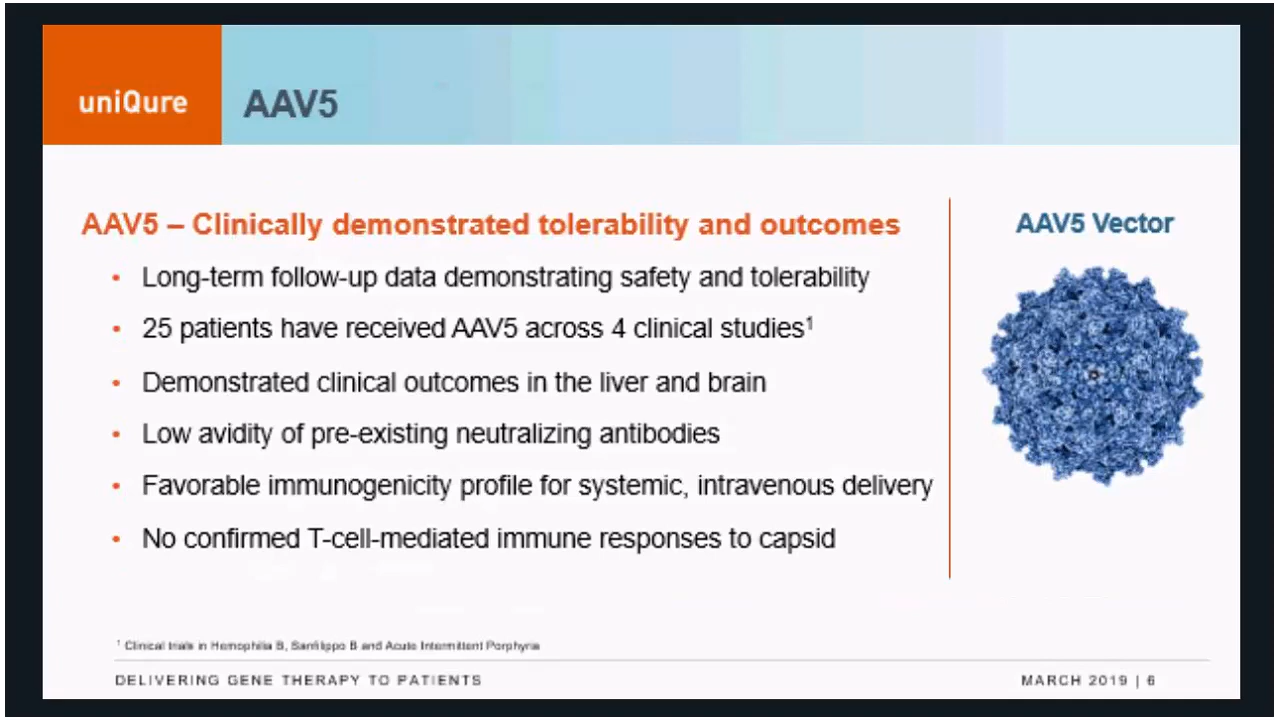 uniQure
AAV5
AAV5 – Clinically demonstrated tolerability and outcomes
AAV5 Vector
• Long-term follow-up data demonstrating safety and tolerability
• 25 patients have received AAV5 across 4 clinical studies¹
• Demonstrated clinical outcomes in the liver and brain
• Low avidity of pre-existing neutralizing antibodies
• Favorable immunogenicity profile for systemic, intravenous delivery
• No confirmed T-cell-mediated immune responses to capsid
¹ Clinical trials in Hemophilia B, Sanfilippo B and Acute Intermittent Porphyria
DELIVERING GENE THERAPY TO PATIENTS
MARCH 2019 | 6